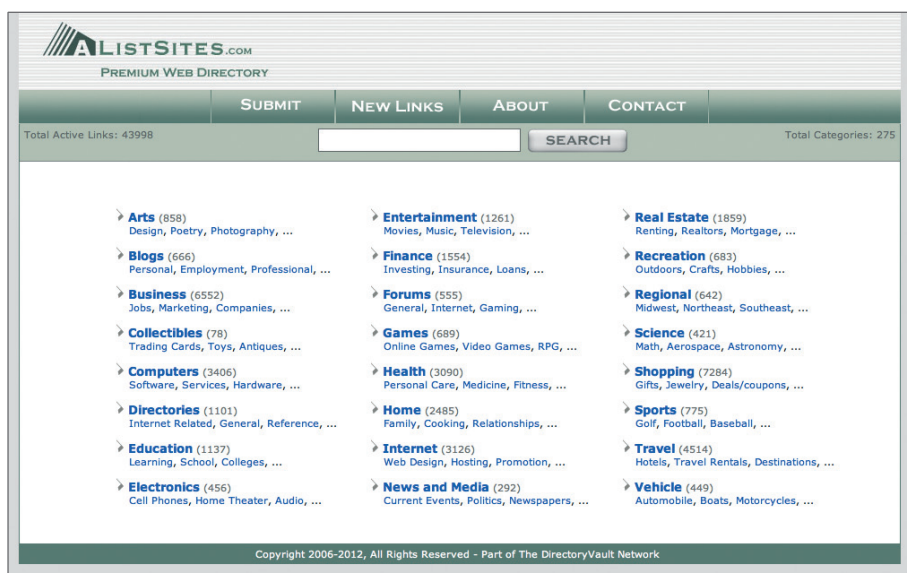 ALISTSITES.COM
PREMIUM WEB DIRECTORY
SUBMIT NEW LINKS ABOUT CONTACT
Total Active Links: 43998 SEARCH Total Categories: 275
Arts (858)
Design, Poetry, Photography, ...
Blogs (666)
Personal, Employment, Professional, ...
Business (6552)
Jobs, Marketing, Companies, ...
Collectibles (78)
Trading Cards, Toys, Antiques, ...
Computers (3406)
Software, Services, Hardware, ...
Directories (1101)
Internet Related, General, Reference, ...
Education (1137)
Learning, School, Colleges, ...
Electronics (456)
Cell Phones, Home Theater, Audio, ...
Entertainment (1261)
Movies, Music, Television, ...
Finance (1554)
Investing, Insurance, Loans, ...
Forums (555)
General, Internet, Gaming, ...
Games (689)
Online Games, Video Games, RPG, ...
Health (3090)
Personal Care, Medicine, Fitness, ...
Home (2485)
Family, Cooking, Relationships, ...
Internet (3126)
Web Design, Hosting, Promotion, ...
News and Media (292)
Current Events, Politics, Newspapers, ...
Real Estate (1859)
Renting, Realtors, Mortgage, ...
Recreation (683)
Outdoors, Crafts, Hobbies, ...
Regional (642)
Midwest, Northeast, Southeast, ...
Science (421)
Math, Aerospace, Astronomy, ...
Shopping (7284)
Gifts, Jewelry, Deals/coupons, ...
Sports (775)
Golf, Football, Baseball, ...
Travel (4514)
Hotels, Travel Rentals, Destinations, ...
Vehicle (449)
Automobile, Boats, Motorcycles, ...
Copyright 2006-2012, All Rights Reserved - Part of The DirectoryVault Network